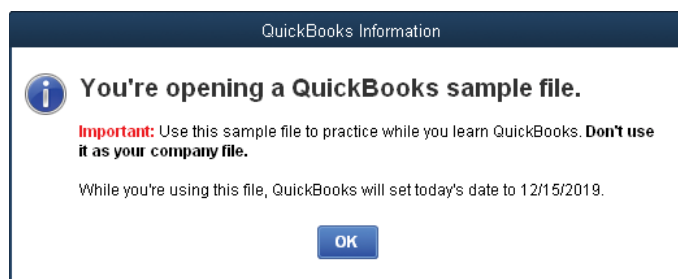 QuickBooks Information
You're opening a QuickBooks sample file.
Important: Use this sample file to practice while you learn QuickBooks. Don't use
it as your company file.
While you're using this file, QuickBooks will set today's date to 12/15/2019.
OK